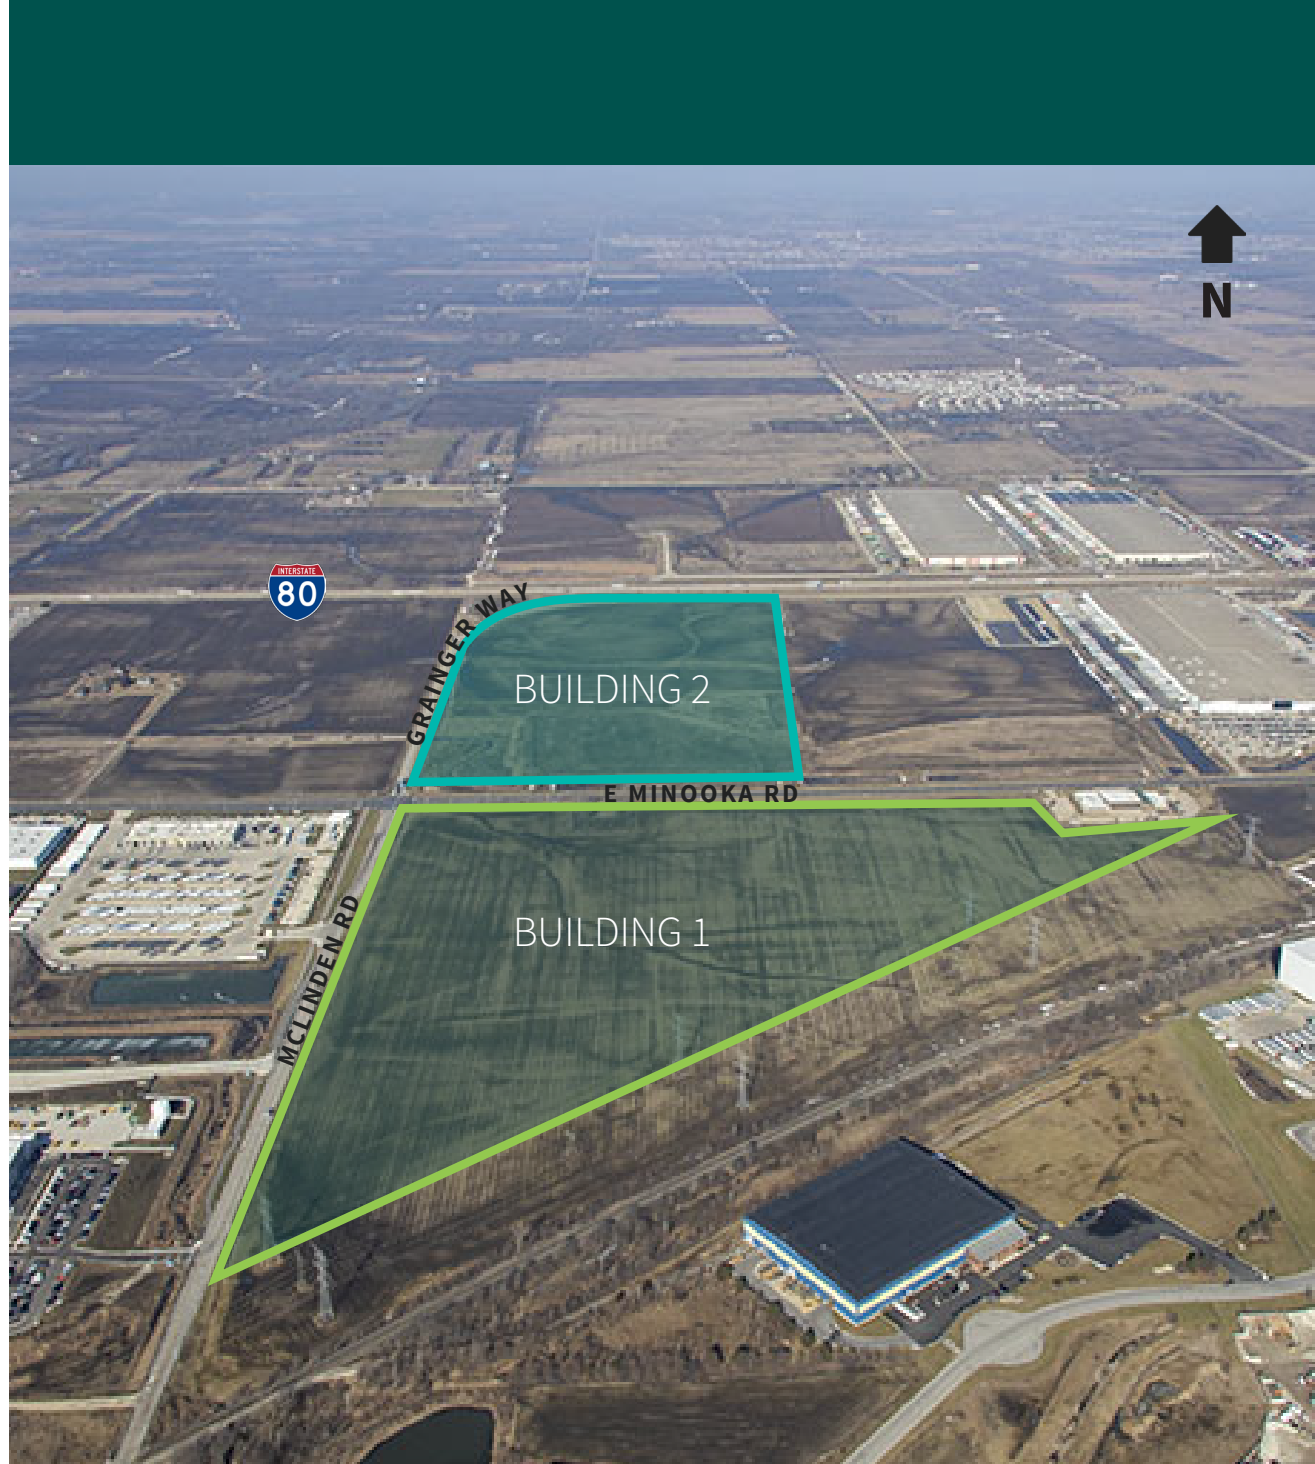 N
INTERSTATE
80
GRAINGER WAY
BUILDING 2
E MINOOKA RD
BUILDING 1
MCLINDEN RD